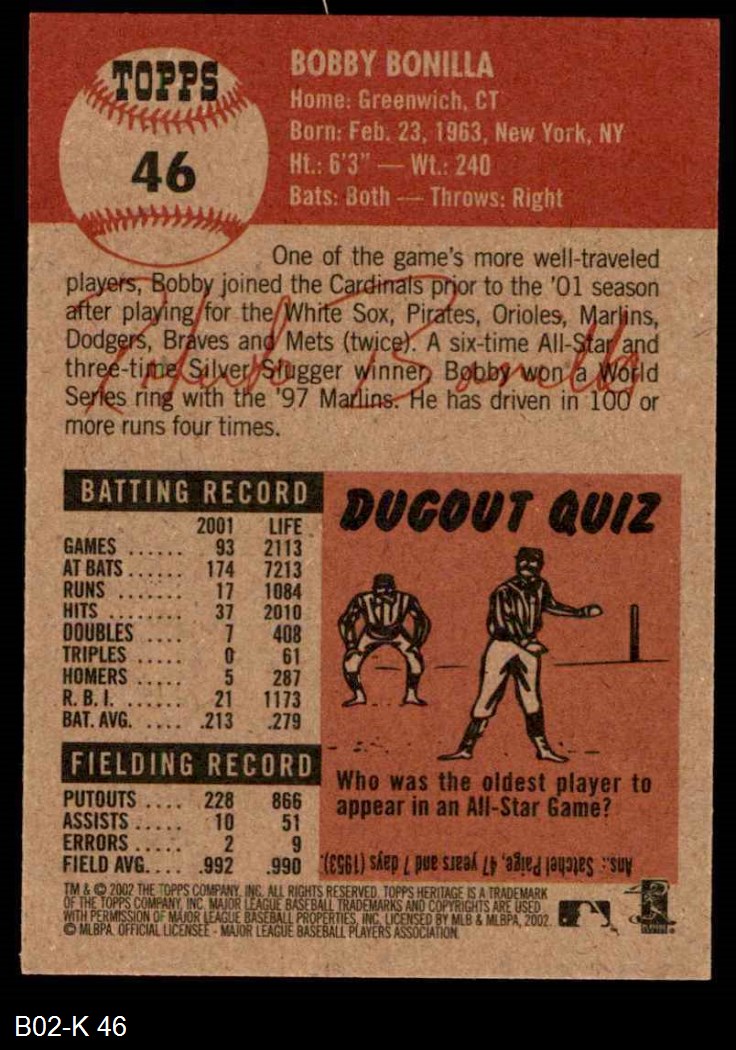 TOPPS
46
BOBBY BONILLA
Home: Greenwich, CT
Born: Feb. 23, 1963, New York, NY
Ht.: 6'3" — Wt.: 240
Bats: Both — Throws: Right
One of the game's more well-traveled
players, Bobby joined the Cardinals prior to the '01 season
after playing for the White Sox, Pirates, Orioles, Marlins,
Dodgers, Braves and Mets (twice). A six-time All-Star and
three-time Silver Slugger winner, Bobby won a World
Series ring with the '97 Marlins. He has driven in 100 or
more runs four times.
Roberto Bonilla
BATTING RECORD
2001 LIFE
GAMES ...... 93 2113
AT BATS ...... 174 7213
RUNS ...... 17 1084
HITS ........ 37 2010
DOUBLES .... 7 408
TRIPLES ..... 0 61
HOMERS ..... 5 287
R. B. I. ...... 21 1173
BAT. AVG. .... .213 .279
FIELDING RECORD
PUTOUTS .... 228 866
ASSISTS ..... 10 51
ERRORS ..... 2 9
FIELD AVG. ... .992 .990
DUGOUT QUIZ
Who was the oldest player to
appear in an All-Star Game?
Ans.: Satchel Paige, 47 years and 7 days (1953).
TM & © 2002 THE TOPPS COMPANY, INC. ALL RIGHTS RESERVED. TOPPS HERITAGE IS A TRADEMARK
OF THE TOPPS COMPANY, INC. MAJOR LEAGUE BASEBALL TRADEMARKS AND COPYRIGHTS ARE USED
WITH PERMISSION OF MAJOR LEAGUE BASEBALL PROPERTIES, INC. LICENSED BY MLB & MLBPA, 2002.
© MLBPA. OFFICIAL LICENSEE - MAJOR LEAGUE BASEBALL PLAYERS ASSOCIATION.
B02-K 46